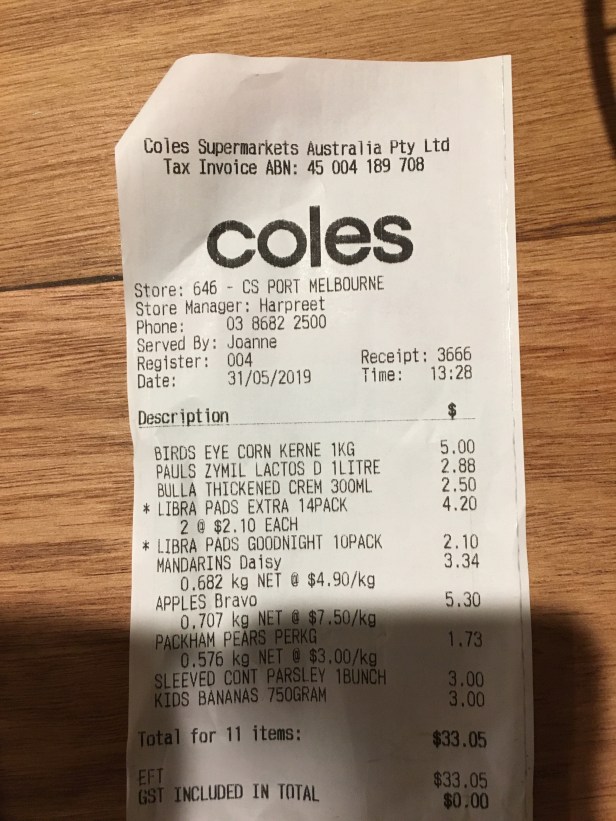 Coles Supermarkets Australia Pty Ltd
Tax Invoice ABN: 45 004 189 708
coles
Store: 646 - CS PORT MELBOURNE
Store Manager: Harpreet
Phone: 03 8682 2500
Served By: Joanne
Register: 004 Receipt: 3666
Date: 31/05/2019 Time: 13:28
Description $
BIRDS EYE CORN KERNE 1KG 5.00
PAULS ZYMIL LACTOS D 1LITRE 2.88
BULLA THICKENED CREM 300ML 2.50
* LIBRA PADS EXTRA 14PACK 4.20
2 @ $2.10 EACH
* LIBRA PADS GOODNIGHT 10PACK 2.10
MANDARINS Daisy 3.34
0.682 kg NET @ $4.90/kg
APPLES Bravo 5.30
0.707 kg NET @ $7.50/kg
PACKHAM PEARS PERKG 1.73
0.576 kg NET @ $3.00/kg
SLEEVED CONT PARSLEY 1BUNCH 3.00
KIDS BANANAS 750GRAM 3.00
Total for 11 items: $33.05
EFT $33.05
GST INCLUDED IN TOTAL $0.00